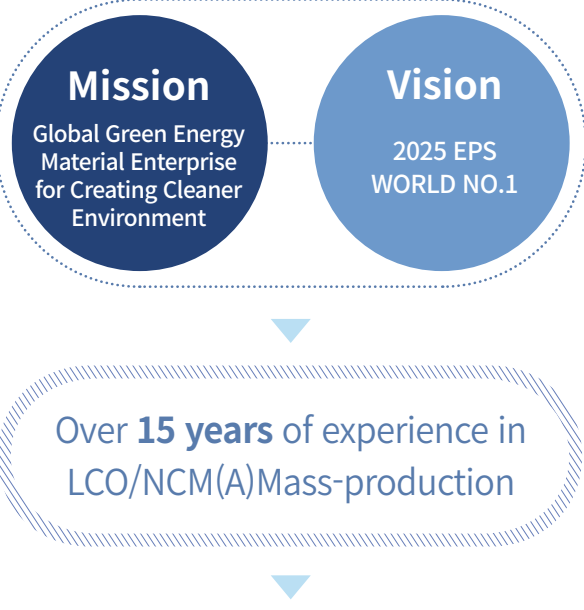 Mission
Global Green Energy
Material Enterprise
for Creating Cleaner
Environment
Vision
2025 EPS
WORLD NO.1
Over 15 years of experience in
LCO/NCM(A)Mass-production